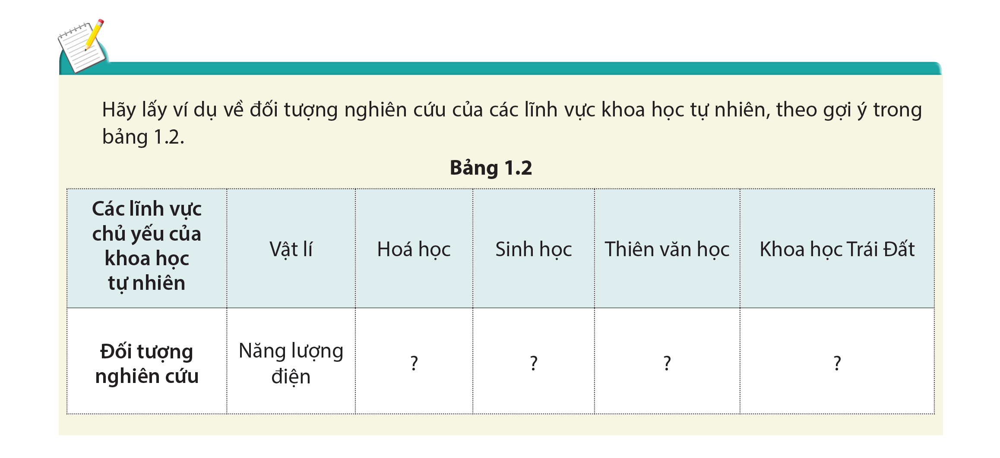 Hãy lấy ví dụ về đối tượng nghiên cứu của các lĩnh vực khoa học tự nhiên, theo gợi ý trong
bảng 1.2.
Bảng 1.2
Các lĩnh vực
chủ yếu của
khoa học
tự nhiên
Vật lí
Hoá học
Sinh học
Thiên văn học
Khoa học Trái Đất
Đối tượng
nghiên cứu
Năng lượng
điện
?
?
?
?